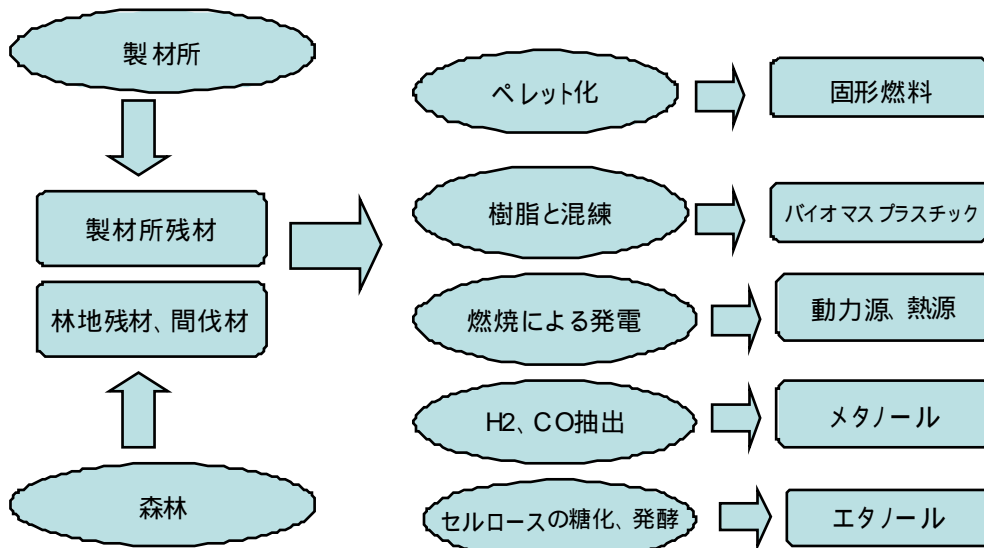 製材所
製材所残材
林地残材、間伐材
森林
ペレット化
固形燃料
樹脂と混練
バイオマスプラスチック
燃焼による発電
動力源、熱源
H2、CO抽出
メタノール
セルロースの糖化、発酵
エタノール